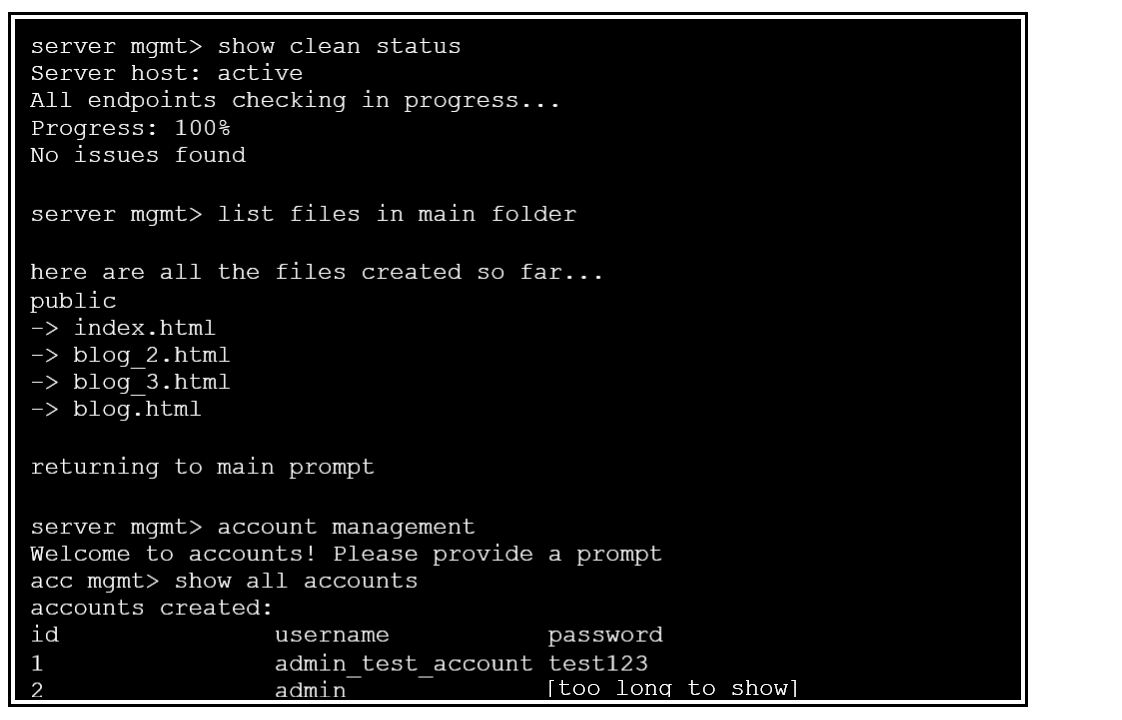 server mgmt> show clean status
Server host: active
All endpoints checking in progress...
Progress: 100%
No issues found
server mgmt> list files in main folder
here are all the files created so far...
public
-> index.html
-> blog_2.html
-> blog_3.html
-> blog.html
returning to main prompt
server mgmt> account management
Welcome to accounts! Please provide a prompt
acc mgmt> show all accounts
accounts created:
id username password
1 admin_test_account test123
2 admin [too long to show]